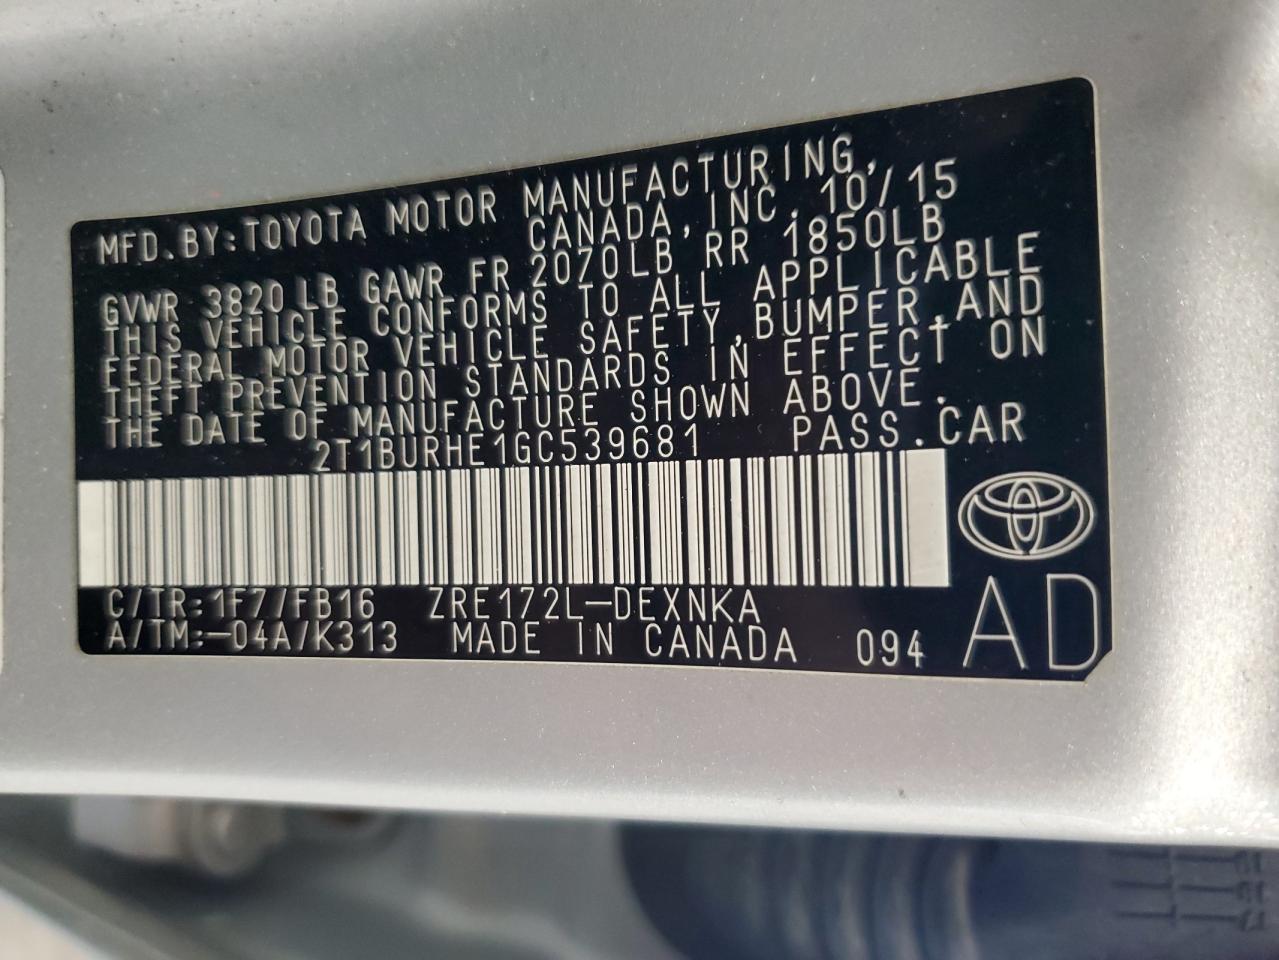 MFD.BY:TOYOTA MOTOR MANUFACTURING,
CANADA,INC. 10/15
GVWR 3820 LB GAWR FR 2070LB RR 1850LB
THIS VEHICLE CONFORMS TO ALL APPLICABLE
FEDERAL MOTOR VEHICLE SAFETY,BUMPER,AND
THEFT PREVENTION STANDARDS IN EFFECT ON
THE DATE OF MANUFACTURE SHOWN ABOVE.
2T1BURHE1GC539681 PASS.CAR
C/TR:1F7/FB16 ZRE172L-DEXNKA
A/TM:-04A/K313 MADE IN CANADA 094 AD